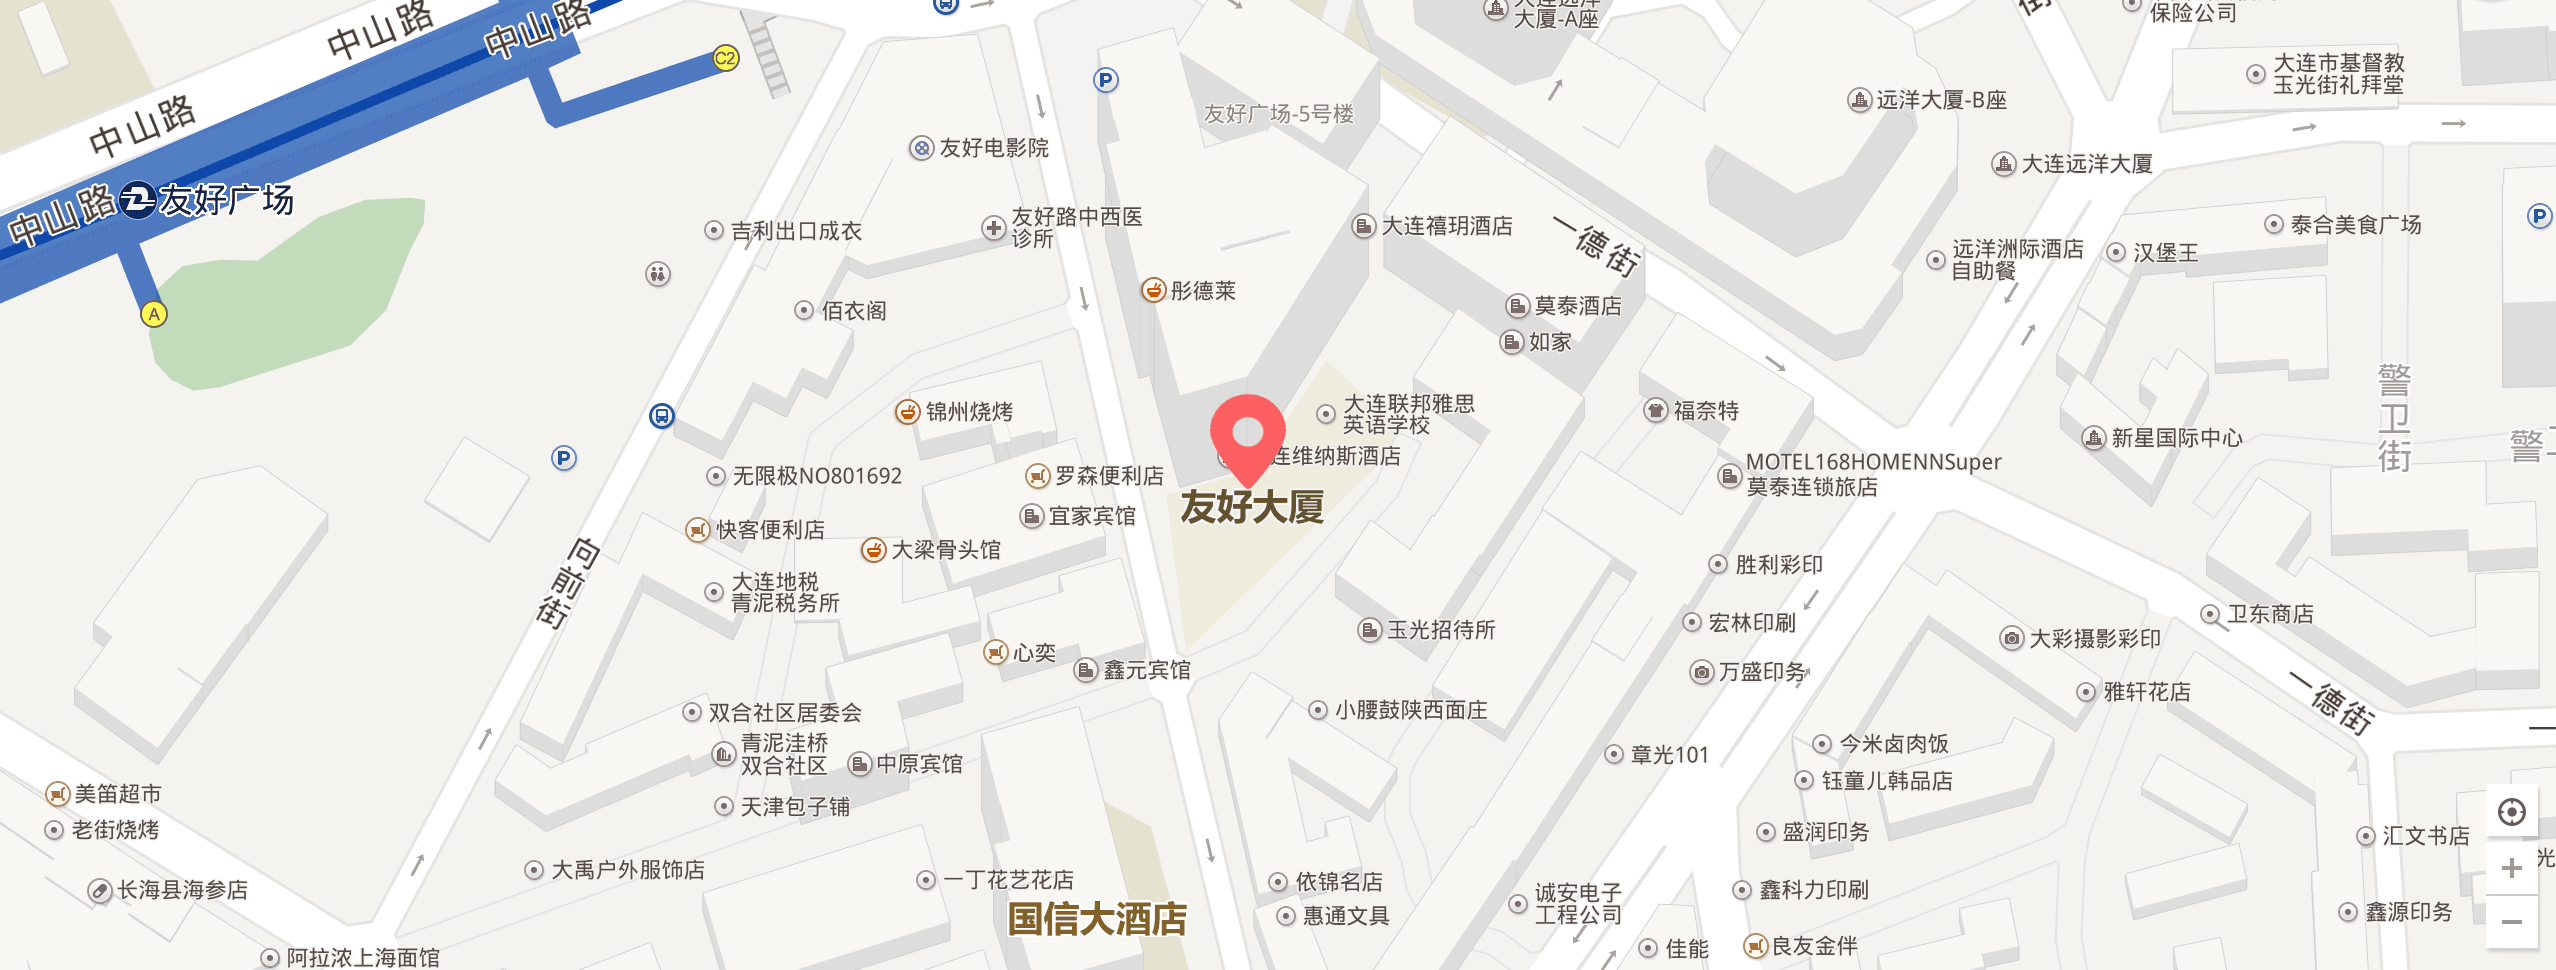 中山路
中山路
中山路
中山路
友好广场
C2
A
P
大厦-A座
保险公司
大连市基督教
玉光街礼拜堂
友好广场-5号楼
远洋大厦-B座
友好电影院
大连远洋大厦
友好路中西医
诊所
吉利出口成衣
大连禧玥酒店
一德街
泰合美食广场
P
远洋洲际酒店
自助餐
汉堡王
彤德莱
莫泰酒店
佰衣阁
如家
警卫街
锦州烧烤
大连联邦雅思
英语学校
福奈特
新星国际中心
警
P
连维纳斯酒店
无限极NO801692
罗森便利店
MOTEL168HOMENNSuper
莫泰连锁旅店
友好大厦
宜家宾馆
快客便利店
大梁骨头馆
向前街
胜利彩印
大连地税
青泥税务所
宏林印刷
卫东商店
玉光招待所
大彩摄影彩印
心奕
鑫元宾馆
万盛印务
雅轩花店
一德街
双合社区居委会
小腰鼓陕西面庄
青泥洼桥
双合社区
中原宾馆
章光101
今米卤肉饭
钰童儿韩品店
美笛超市
天津包子铺
老街烧烤
盛润印务
汇文书店
光
大禹户外服饰店
一丁花艺花店
依锦名店
长海县海参店
鑫科力印刷
诚安电子
工程公司
国信大酒店
惠通文具
鑫源印务
佳能
良友金伴
阿拉浓上海面馆